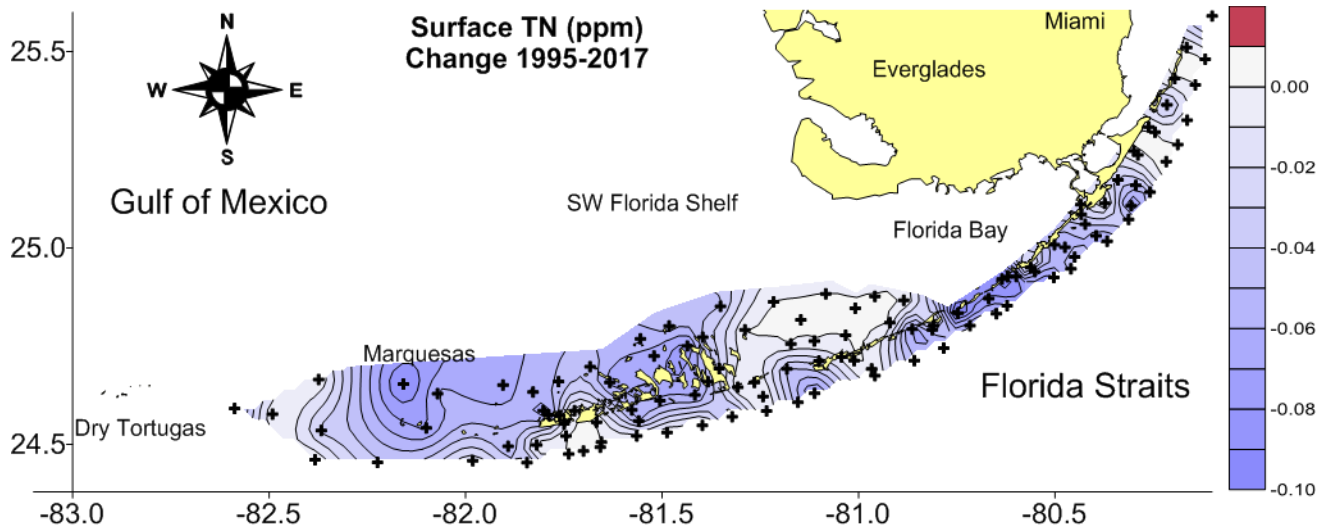 Surface TN (ppm)
Change 1995-2017
N
W
E
S
Miami
Everglades
Gulf of Mexico
SW Florida Shelf
Florida Bay
Marquesas
Dry Tortugas
Florida Straits
25.6
25.0
24.5
-83.0
-82.5
-82.0
-81.5
-81.0
-80.5
0.00
-0.02
-0.04
-0.06
-0.08
-0.10